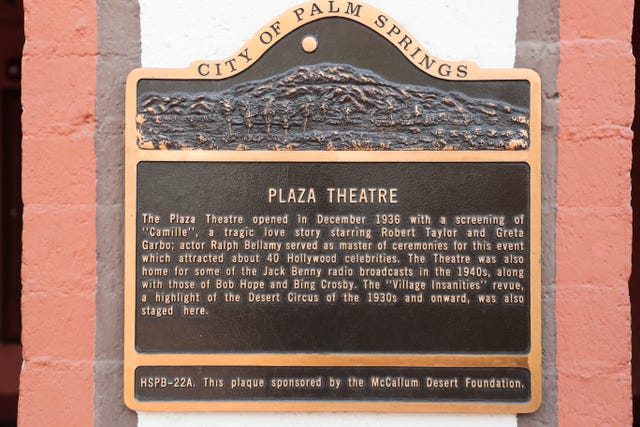 CITY OF PALM SPRINGS
PLAZA THEATRE
The Plaza Theatre opened in December 1936 with a screening of
"Camille", a tragic love story starring Robert Taylor and Greta
Garbo; actor Ralph Bellamy served as master of ceremonies for this event
which attracted about 40 Hollywood celebrities. The Theatre was also
home for some of the Jack Benny radio broadcasts in the 1940s, along
with those of Bob Hope and Bing Crosby. The "Village Insanities" revue,
a highlight of the Desert Circus of the 1930s and onward, was also
staged here.
HSPB-22A. This plaque sponsored by the McCallum Desert Foundation.